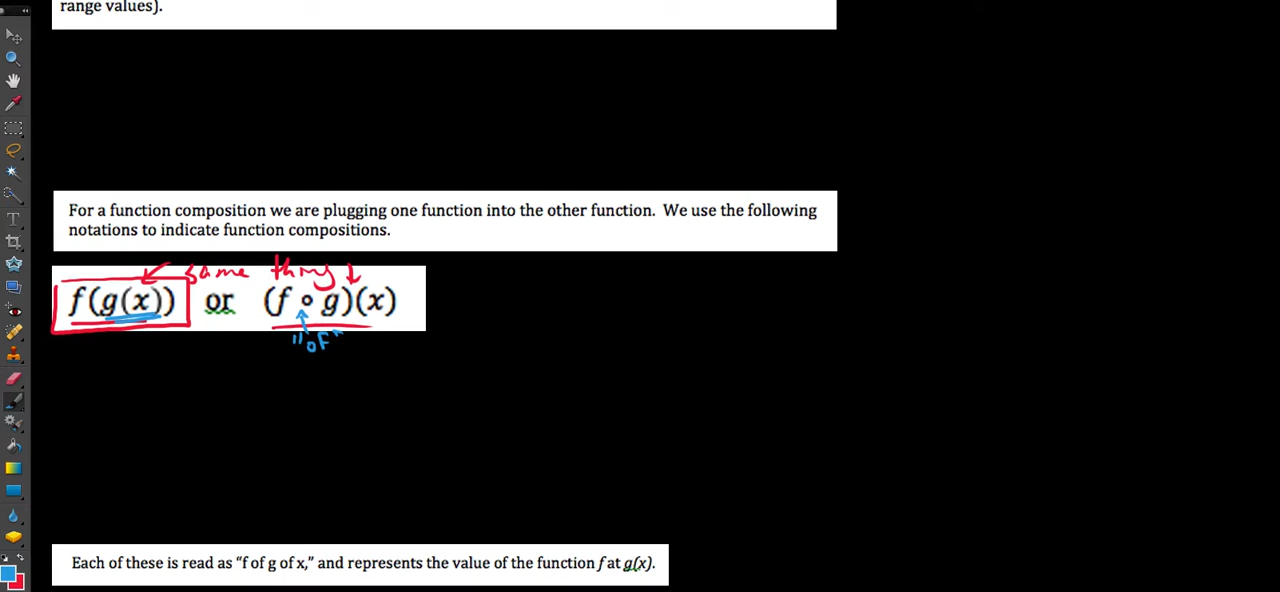 range values).
For a function composition we are plugging one function into the other function. We use the following
notations to indicate function compositions.
same thing
f(g(x)) or (f ∘ g)(x)
"of"
Each of these is read as “f of g of x,” and represents the value of the function f at g(x).